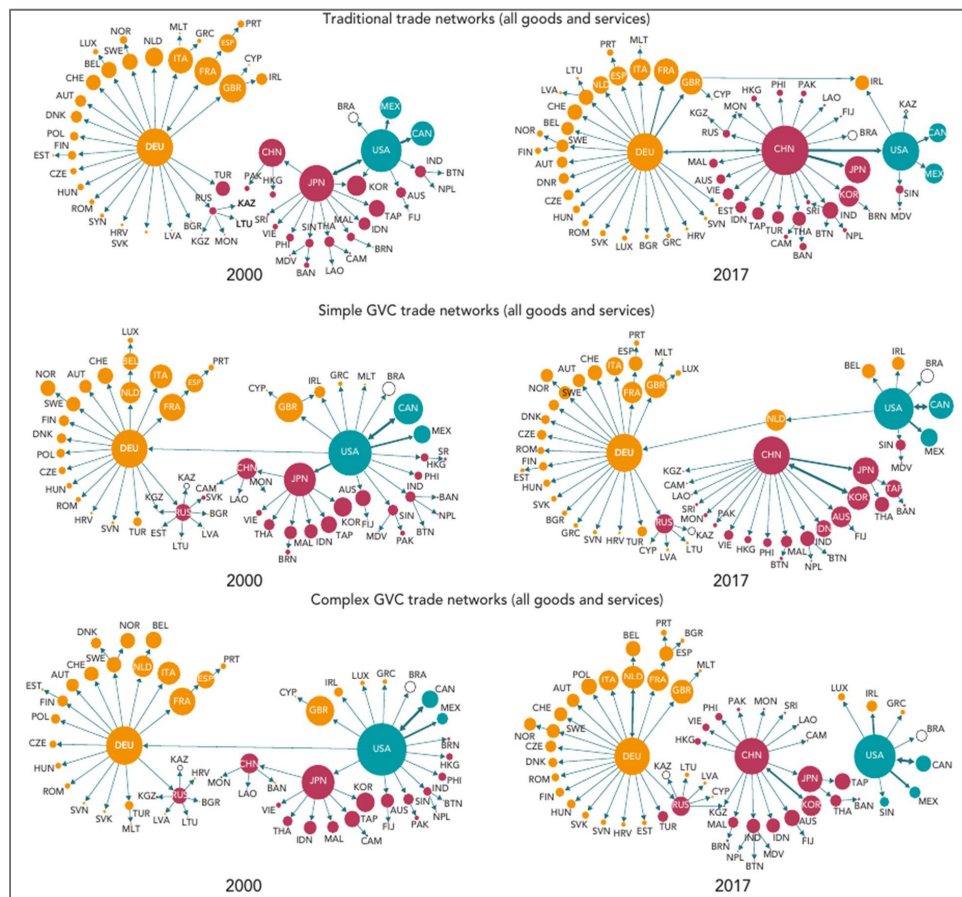 Traditional trade networks (all goods and services)
NOR
LUX
SWE
BEL
CHE
AUT
DNK
POL
FIN
EST
CZE
HUN
ROM
SYN
HRV
SVK
LVA
BGR
KGZ
MON
LTU
KAZ
RUS
TUR
DEU
NLD
MLT
ITA
GRC
FRA
ESP
PRT
GBR
CYP
IRL
BRA
MEX
CAN
USA
IND
BTN
NPL
AUS
FIJ
CHN
PAK
HKG
JPN
KOR
TAP
IDN
SRI
VIE
PHI
MDV
SIN
BAN
THA
LAO
MAL
CAM
BRN
2000
PRT
MLT
LTU
NLD
ESP
ITA
FRA
GBR
CYP
LVA
CHE
BEL
NOR
SWE
FIN
AUT
DNR
CZE
HUN
ROM
SVK
LUX
BGR
GRC
HRV
SVN
DEU
IRL
KAZ
CAN
USA
MEX
SIN
MDV
HKG
PHI
PAK
LAO
FIJ
BRA
MON
KGZ
RUS
CHN
MAL
AUS
VIE
EST
IDN
TAP
TUR
CAM
THA
BAN
SRI
BTN
IND
NPL
KOR
BRN
JPN
2017
Simple GVC trade networks (all goods and services)
LUX
BEL
CHE
AUT
NOR
NLD
ITA
FRA
ESP
PRT
SWE
FIN
DNK
POL
CZE
HUN
ROM
HRV
SVN
TUR
DEU
KGZ
KAZ
RUS
SVK
BGR
LVA
LTU
EST
CYP
GBR
IRL
GRC
MLT
BRA
CAN
MEX
USA
SR
HKG
PHI
IND
BAN
NPL
BTN
SIN
PAK
MDV
AUS
FIJ
CHN
CAM
LAO
MON
JPN
VIE
THA
MAL
BRN
IDN
TAP
KOR
2000
PRT
ESP
MLT
ITA
CHE
AUT
NOR
SWE
FRA
GBR
LUX
DNK
CZE
ROM
FIN
EST
HUN
SVK
BGR
GRC
SVN
HRV
TUR
DEU
RUS
MON
KAZ
CYP
LVA
LTU
NLD
BEL
IRL
BRA
USA
CAN
MEX
SIN
MDV
CHN
KGZ
CAM
LAO
SRI
PAK
VIE
HKG
PHI
BTN
MAL
NPL
IND
BTN
AUS
FIJ
KOR
JPN
TAP
THA
BAN
2017
Complex GVC trade networks (all goods and services)
DNK
NOR
BEL
SWE
CHE
AUT
EST
FIN
POL
NLD
ITA
FRA
ESP
PRT
CZE
HUN
ROM
SVN
SVK
MLT
TUR
DEU
KGZ
KAZ
HRV
RUS
BGR
LVA
LTU
CYP
GBR
IRL
LUX
GRC
BRA
CAN
MEX
USA
BRN
HKG
PHI
IND
BTN
NPL
SIN
PAK
AUS
FIJ
CHN
MON
LAO
BAN
JPN
VIE
THA
IDN
MAL
KOR
TAP
CAM
2000
PRT
BGR
BEL
ESP
MLT
POL
ITA
NLD
FRA
GBR
AUT
CHE
NOR
SWE
CZE
DNK
ROM
FIN
HUN
SVK
SVN
HRV
EST
DEU
KAZ
LTU
LVA
CYP
RUS
KGZ
TUR
PAK
MON
PHI
SRI
VIE
LAO
HKG
CAM
CHN
MAL
BRN
NPL
IND
BTN
MDV
IDN
AUS
FIJ
KOR
JPN
TAP
THA
BAN
LUX
IRL
GRC
BRA
CAN
USA
MEX
SIN
2017